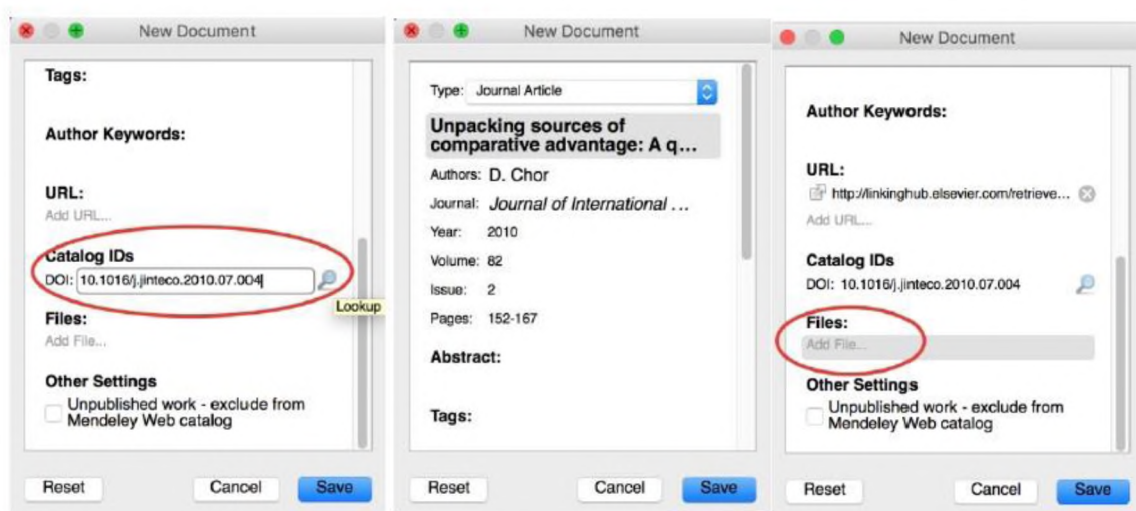 New Document
Tags:
Author Keywords:
URL:
Add URL...
Catalog IDs
DOI: 10.1016/j.jinteco.2010.07.004
Lookup
Files:
Add File...
Other Settings
Unpublished work - exclude from
Mendeley Web catalog
Reset Cancel Save
New Document
Type: Journal Article
Unpacking sources of
comparative advantage: A q...
Authors: D. Chor
Journal: Journal of International ...
Year: 2010
Volume: 82
Issue: 2
Pages: 152-167
Abstract:
Tags:
Reset Cancel Save
New Document
Author Keywords:
URL:
http://linkinghub.elsevier.com/retrieve...
Add URL...
Catalog IDs
DOI: 10.1016/j.jinteco.2010.07.004
Files:
Add File...
Other Settings
Unpublished work - exclude from
Mendeley Web catalog
Reset Cancel Save